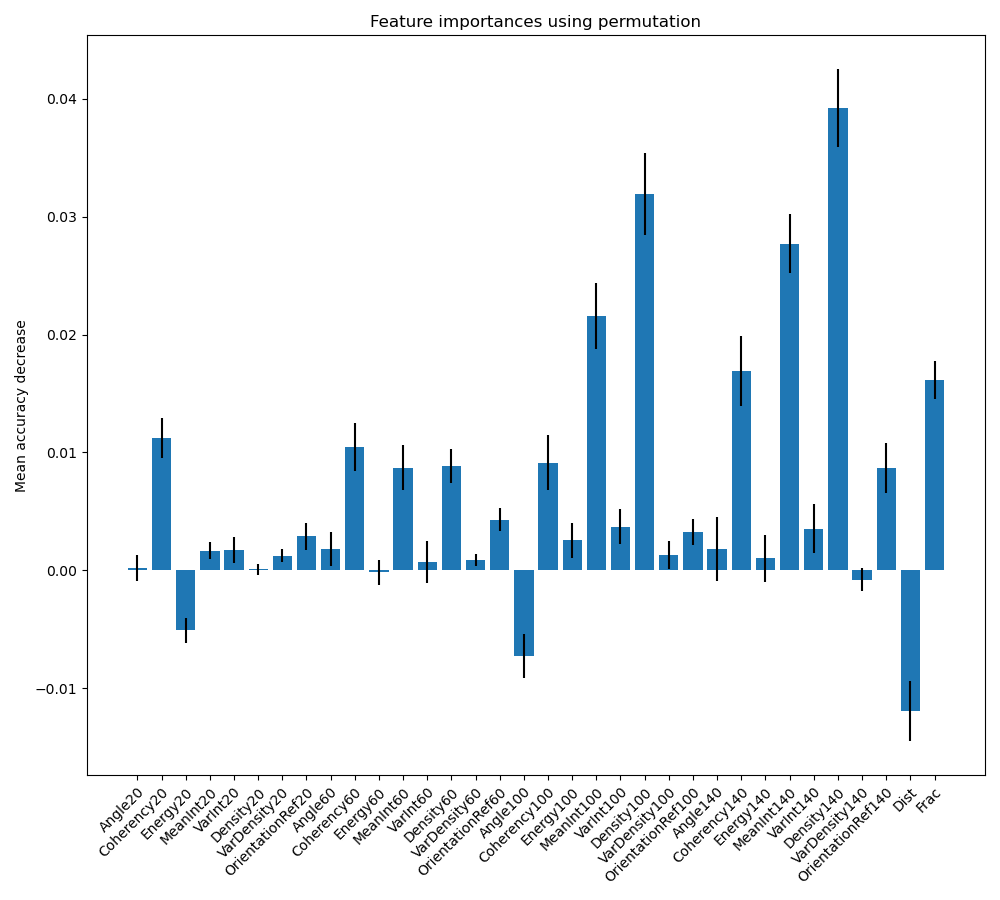 Feature importances using permutation
Mean accuracy decrease
0.04
0.03
0.02
0.01
0.00
−0.01
Angle20
Coherency20
Energy20
MeanInt20
VarInt20
Density20
VarDensity20
OrientationRef20
Angle60
Coherency60
Energy60
MeanInt60
VarInt60
Density60
VarDensity60
OrientationRef60
Angle100
Coherency100
Energy100
MeanInt100
VarInt100
Density100
VarDensity100
OrientationRef100
Angle140
Coherency140
Energy140
MeanInt140
VarInt140
Density140
VarDensity140
OrientationRef140
Dist
Frac